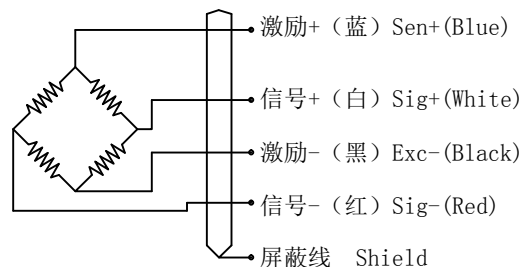 激励+（蓝）Sen+(Blue)
信号+（白）Sig+(White)
激励-（黑）Exc-(Black)
信号-（红）Sig-(Red)
屏蔽线 Shield